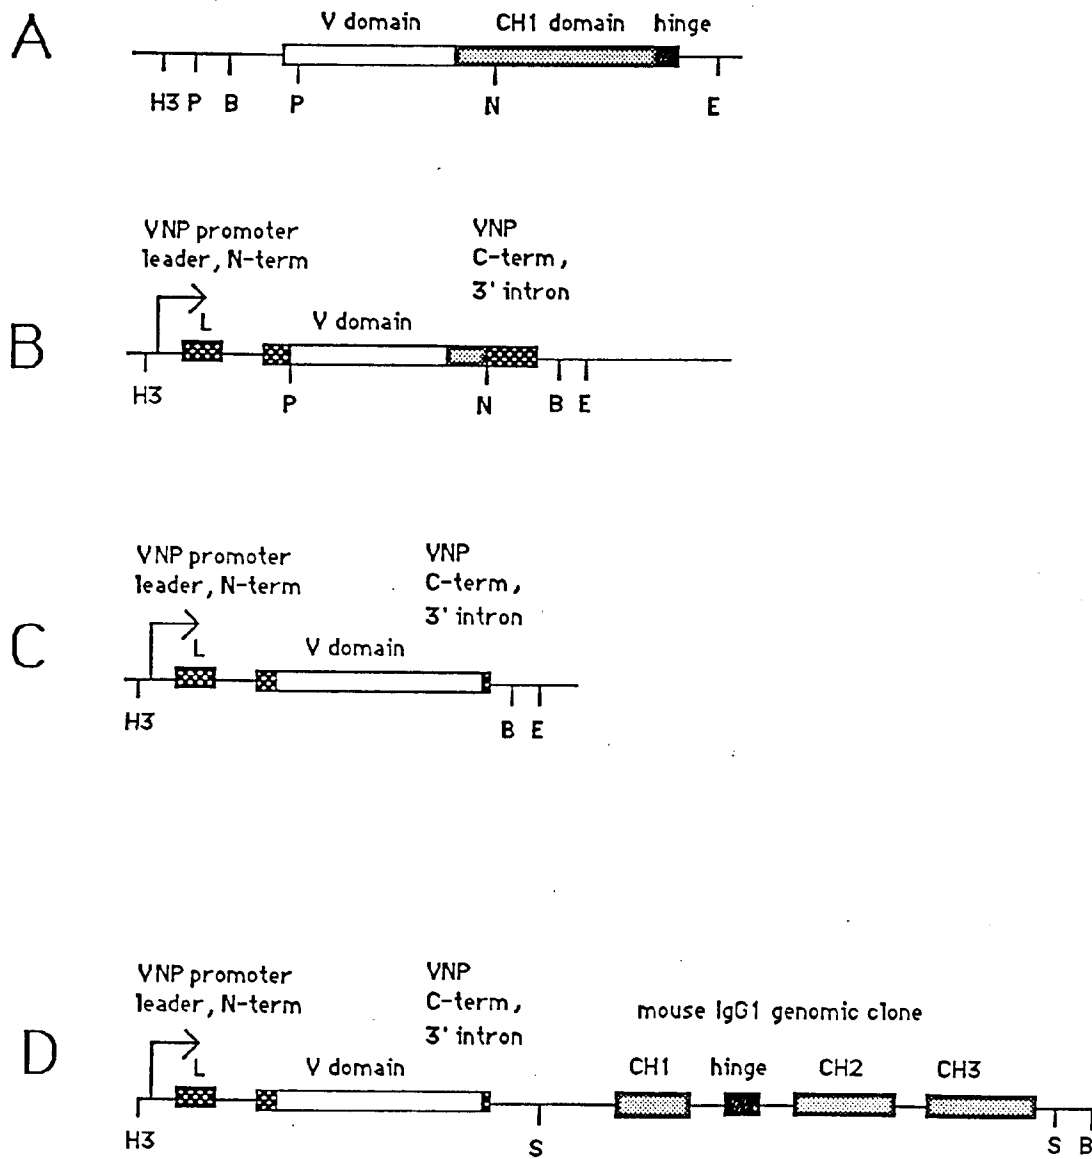 A
V domain CH1 domain hinge
H3 P B P N E
VNP promoter
leader, N-term
VNP
C-term,
3' intron
B
L
V domain
H3 P N B E
VNP promoter
leader, N-term
VNP
C-term,
3' intron
C
L
V domain
H3 B E
VNP promoter
leader, N-term
VNP
C-term,
3' intron
mouse IgG1 genomic clone
D
L
V domain CH1 hinge CH2 CH3
H3 S S B